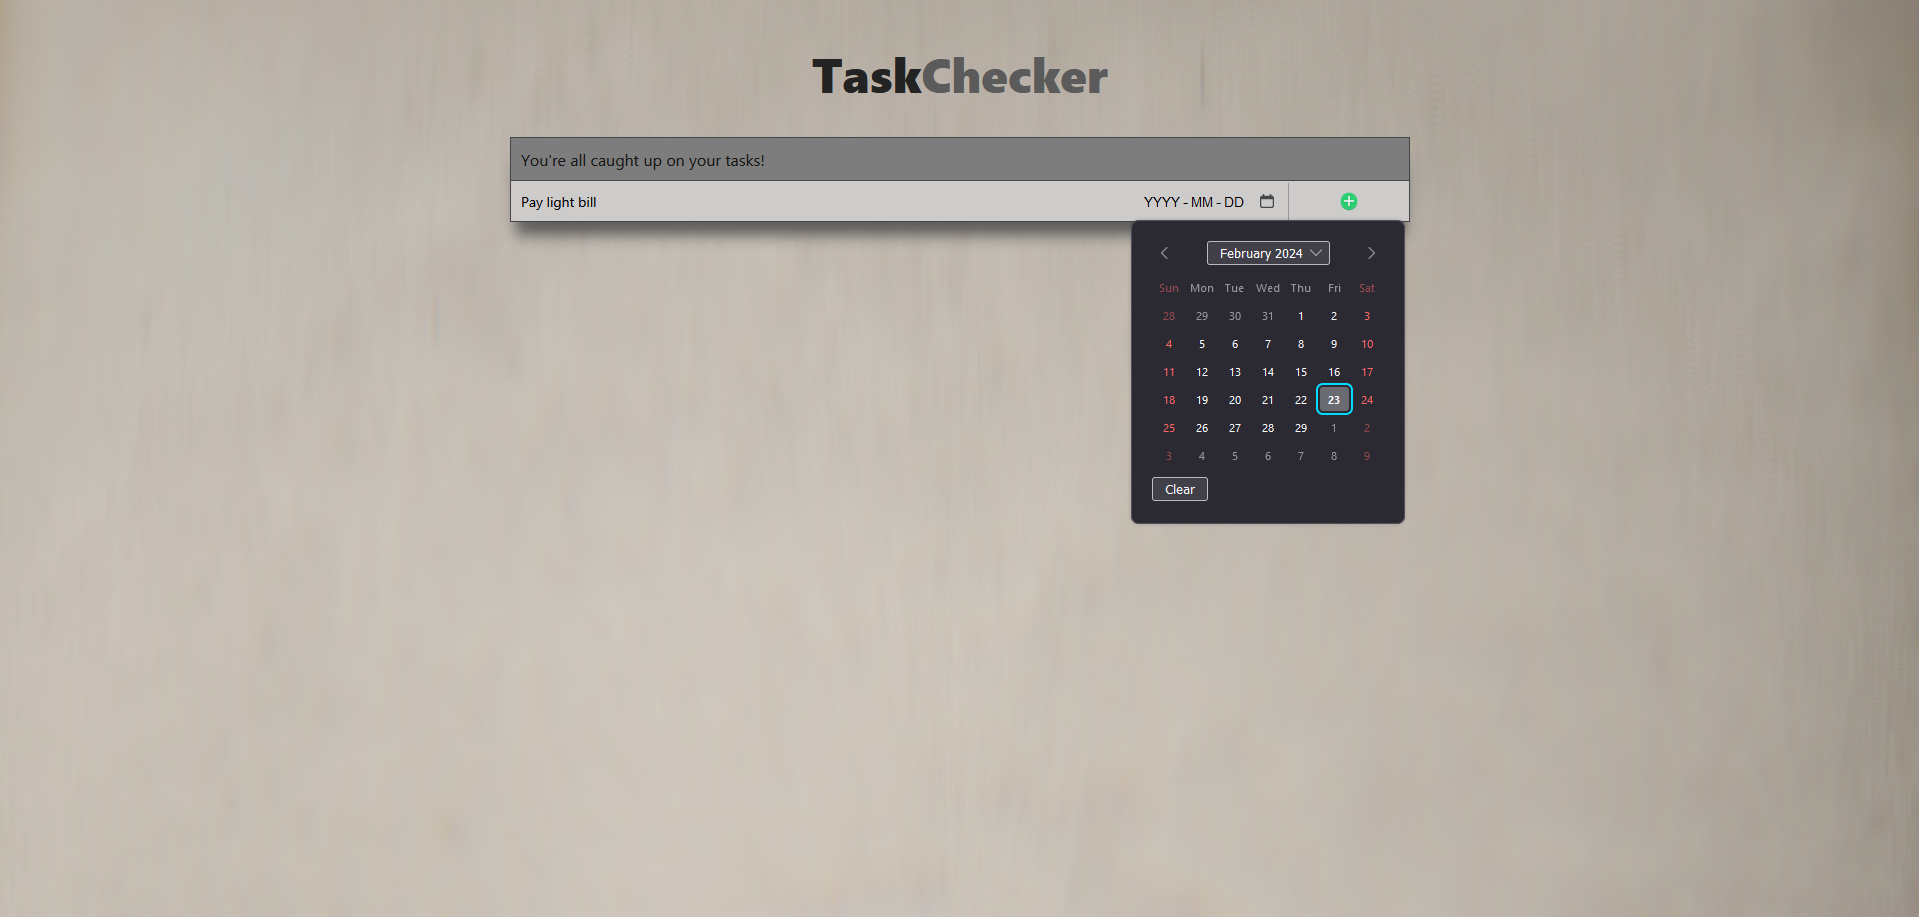 TaskChecker
You're all caught up on your tasks!
Pay light bill YYYY - MM - DD
February 2024
Sun Mon Tue Wed Thu Fri Sat
28 29 30 31 1 2 3
4 5 6 7 8 9 10
11 12 13 14 15 16 17
18 19 20 21 22 23 24
25 26 27 28 29 1 2
3 4 5 6 7 8 9
Clear